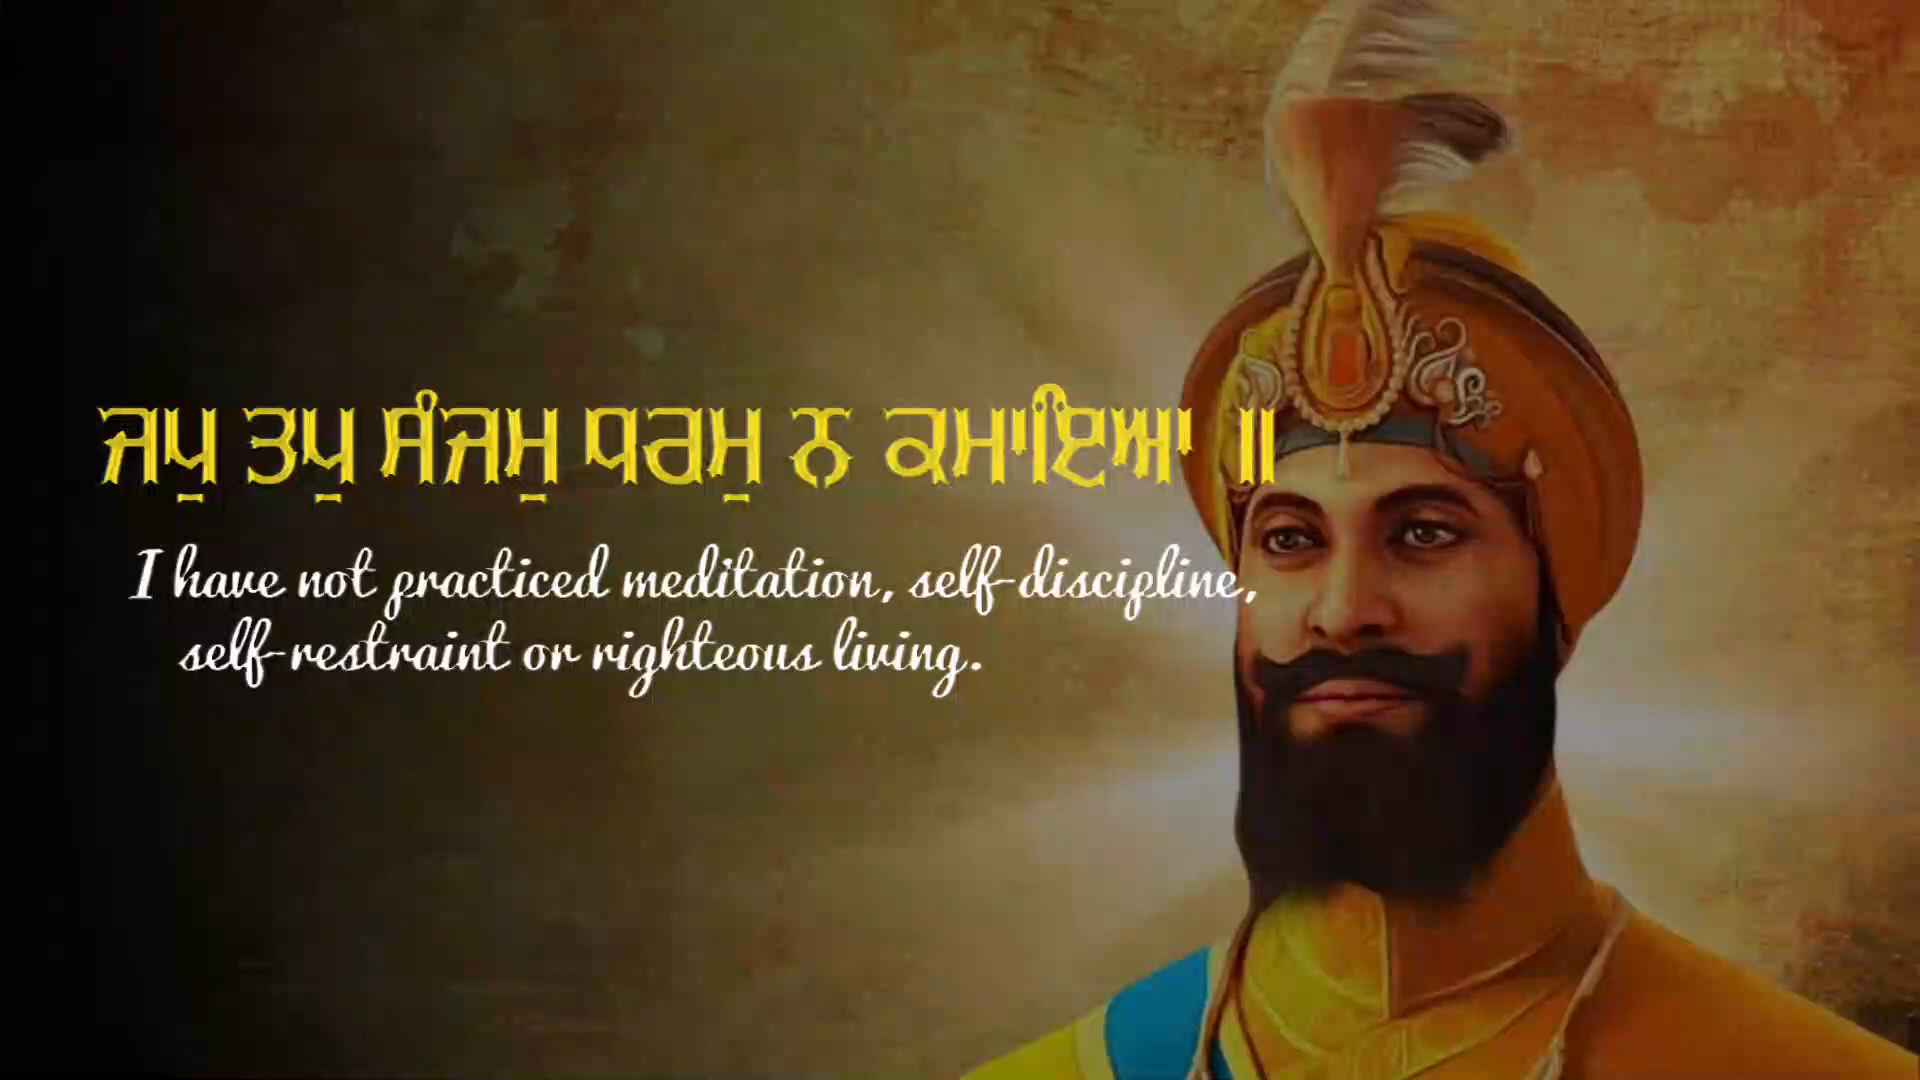 ਜਪੁ ਤਪੁ ਸੰਜਮੁ ਧਰਮੁ ਨ ਕਮਾਇਆ ॥
I have not practiced meditation, self-discipline,
self-restraint or righteous living.